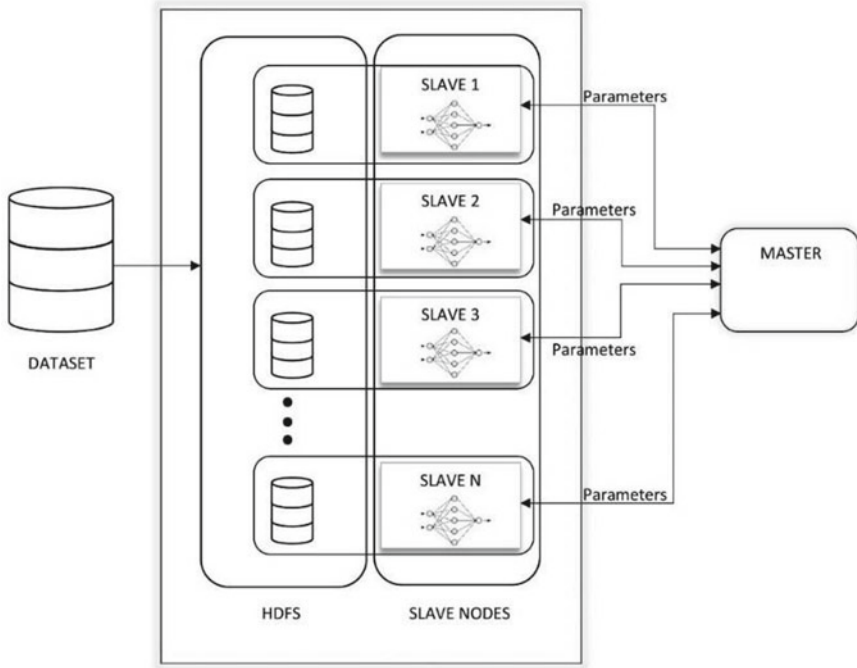 SLAVE 1
Parameters
SLAVE 2
Parameters
MASTER
SLAVE 3
Parameters
DATASET
SLAVE N
Parameters
HDFS
SLAVE NODES